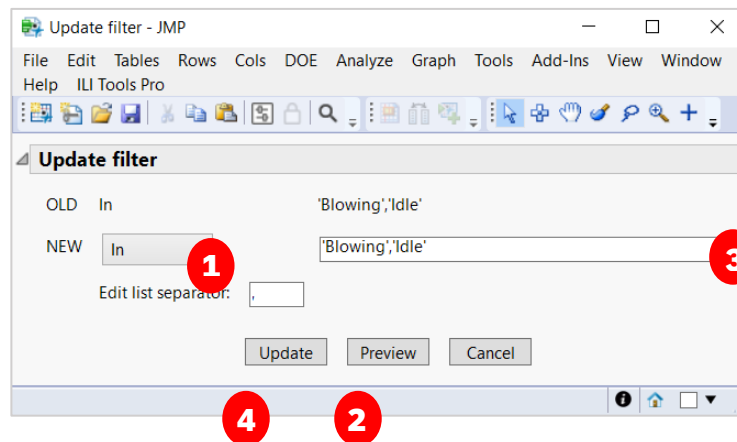 Update filter - JMP
File Edit Tables Rows Cols DOE Analyze Graph Tools Add-Ins View Window
Help ILI Tools Pro
Update filter
OLD In 'Blowing','Idle'
NEW In 'Blowing','Idle'
1
3
Edit list separator: ,
Update Preview Cancel
4 2